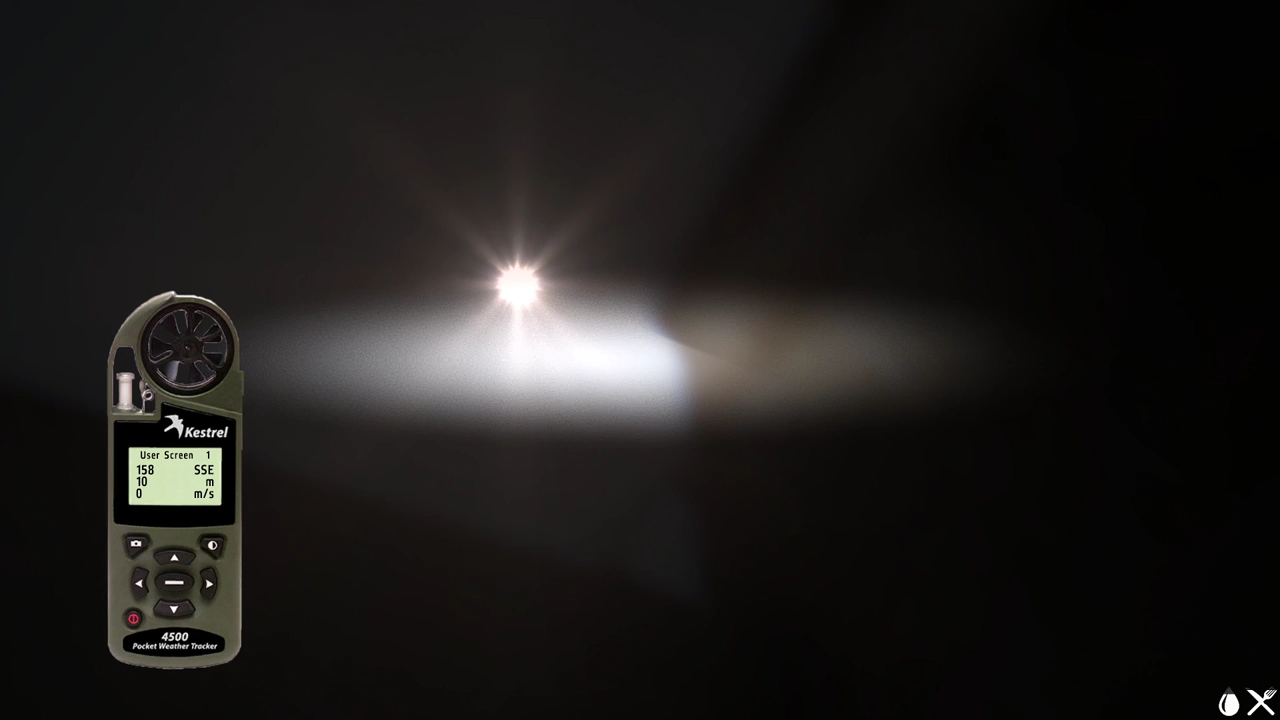 Kestrel
User Screen 1
158 SSE
10 m
0 m/s
4500
Pocket Weather Tracker